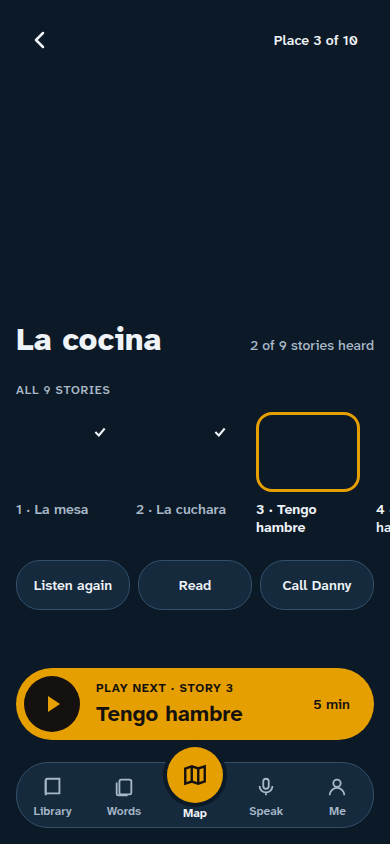 Place 3 of 10
La cocina
2 of 9 stories heard
ALL 9 STORIES
1 · La mesa
2 · La cuchara
3 · Tengo
hambre
4
ha
Listen again
Read
Call Danny
PLAY NEXT · STORY 3
Tengo hambre
5 min
Library
Words
Map
Speak
Me